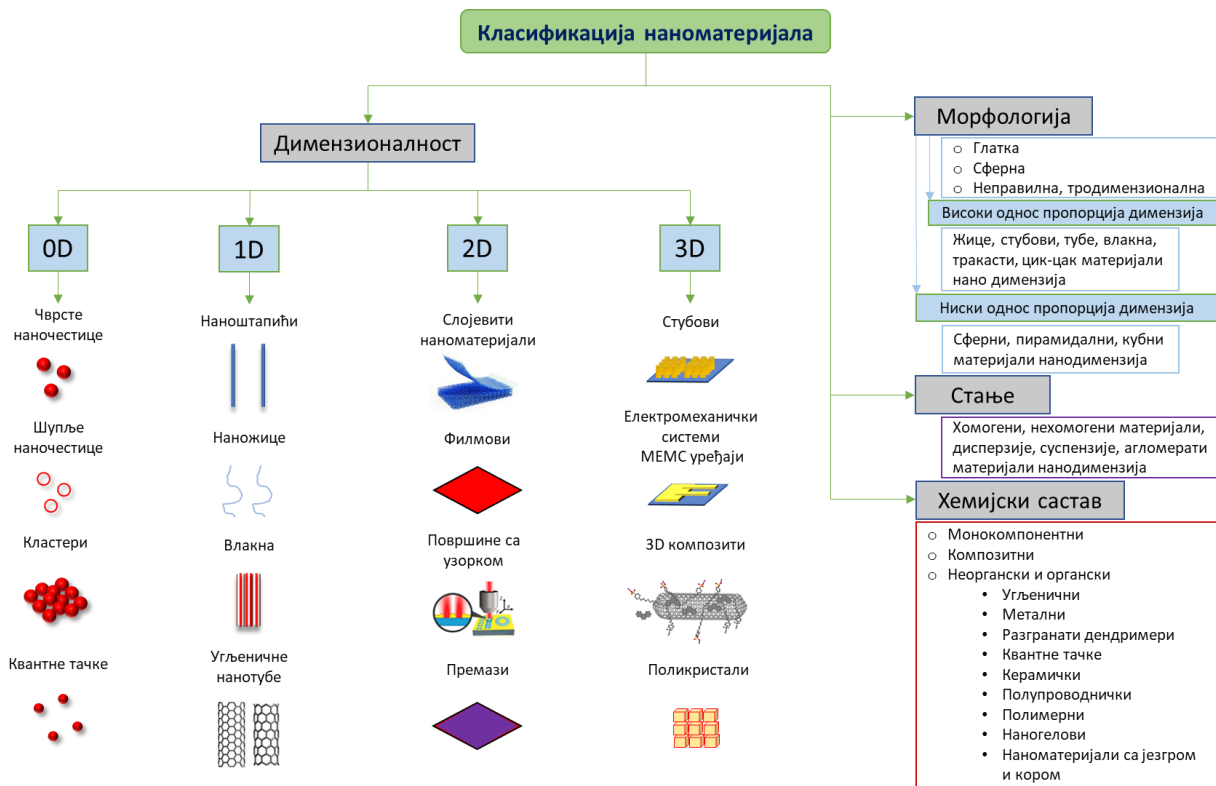 Класификација наноматеријала
Димензионалност
0D
Чврсте
наночестице
Шупље
наночестице
Кластери
Квантне тачке
1D
Наноштапићи
Наножице
Влакна
Угљеничне
нанотубе
2D
Слојевити
наноматеријали
Филмови
Површине са
узорком
Премази
3D
Стубови
Електромеханички
системи
МЕМС уређаји
3D композити
Поликристали
Морфологија
o Глатка
o Сферна
o Неправилна, тродимензионална
Високи однос пропорција димензија
Жице, стубови, тубе, влакна,
тракасти, цик-цак материјали
нано димензија
Ниски однос пропорција димензија
Сферни, пирамидални, кубни
материјали нанодимензија
Стање
Хомогени, нехомогени материјали,
дисперзије, суспензије, агломерати
материјали нанодимензија
Хемијски састав
o Монокомпонентни
o Композитни
o Неоргански и органски
• Угљенични
• Метални
• Разгранати дендримери
• Квантне тачке
• Керамички
• Полупроводнички
• Полимерни
• Наногелови
• Наноматеријали са језгром
и кором